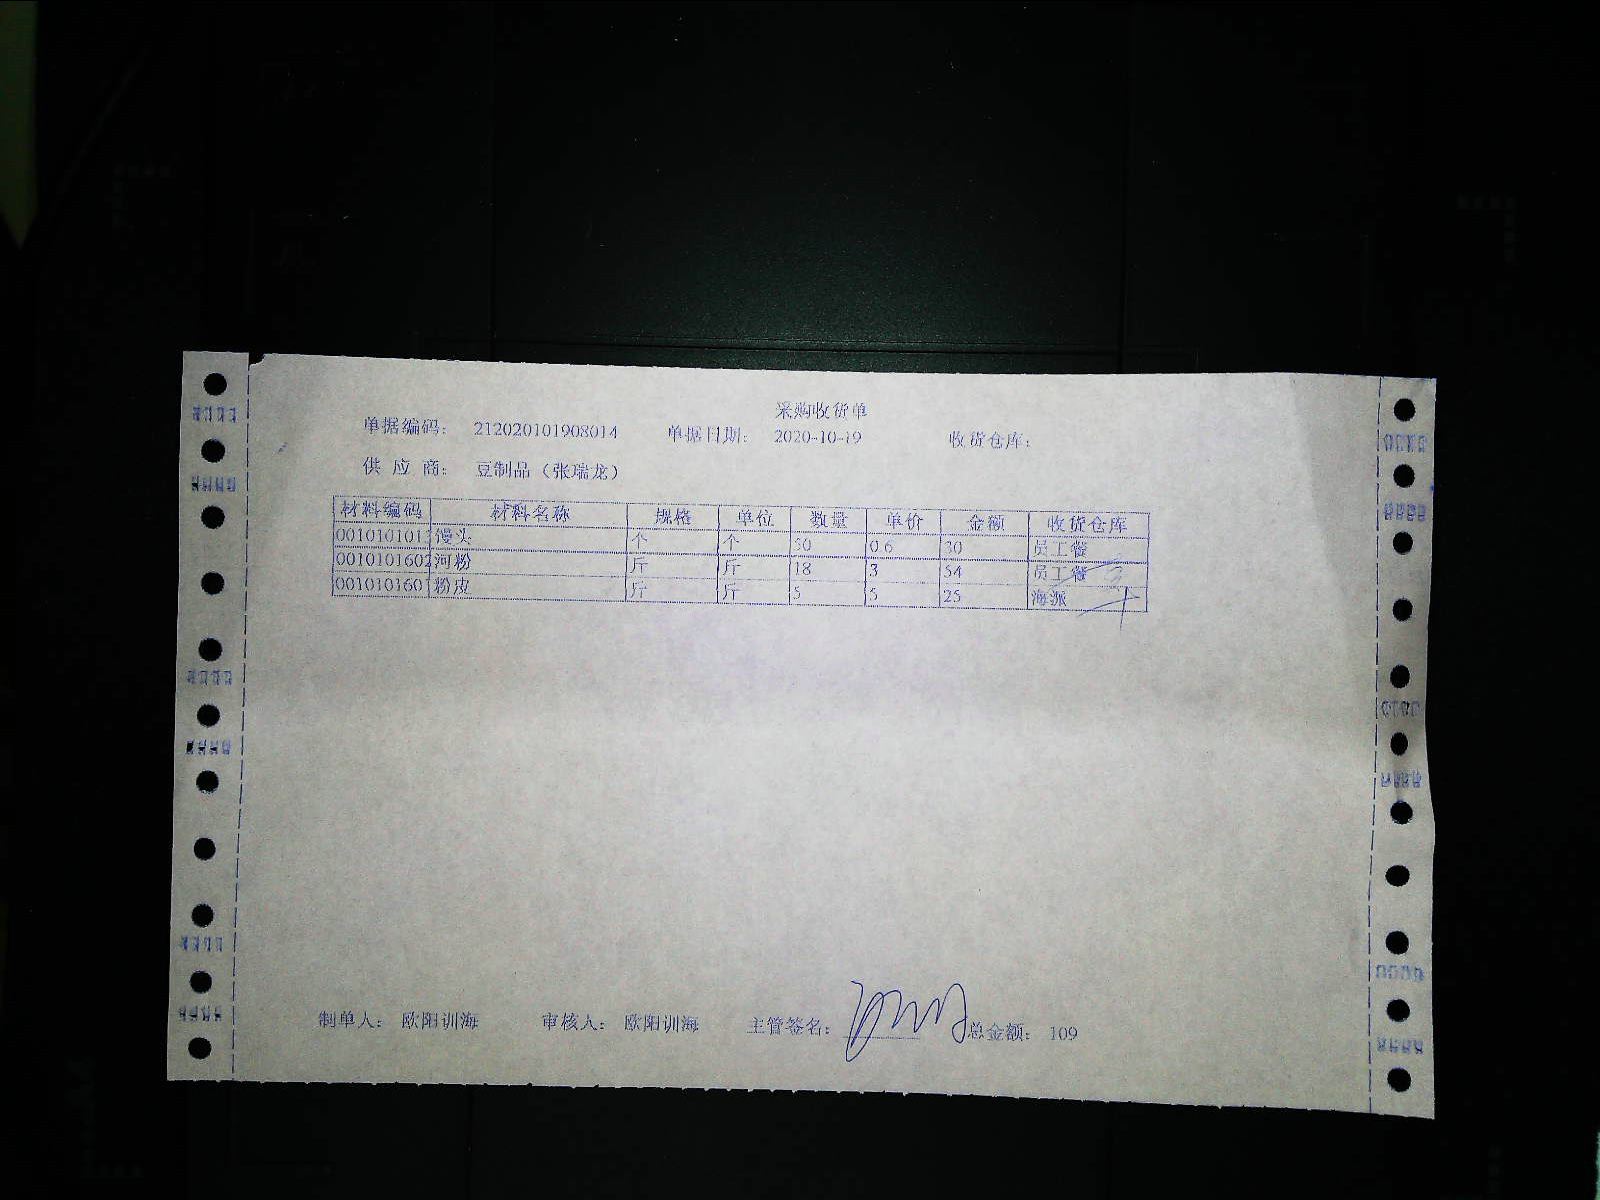 采购收货单
单据编码： 212020101908014 单据日期： 2020-10-19 收货仓库：
供 应 商： 豆制品（张瑞龙）
材料编码 材料名称 规格 单位 数量 单价 金额 收货仓库
001010101 馒头 个 个 50 0.6 30 员工餐
0010101602 河粉 斤 斤 18 3 54 员工餐
0010101601 粉皮 斤 斤 5 5 25 海派
制单人： 欧阳训海 审核人： 欧阳训海 主管签名： 总金额： 109